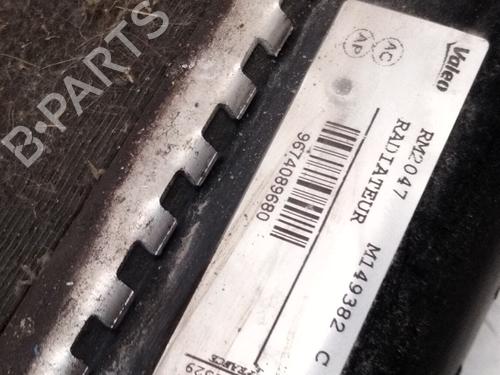 B-PARTS
Valeo
AC
AP
RM2047
RADIATEUR M149382 C
9674089680